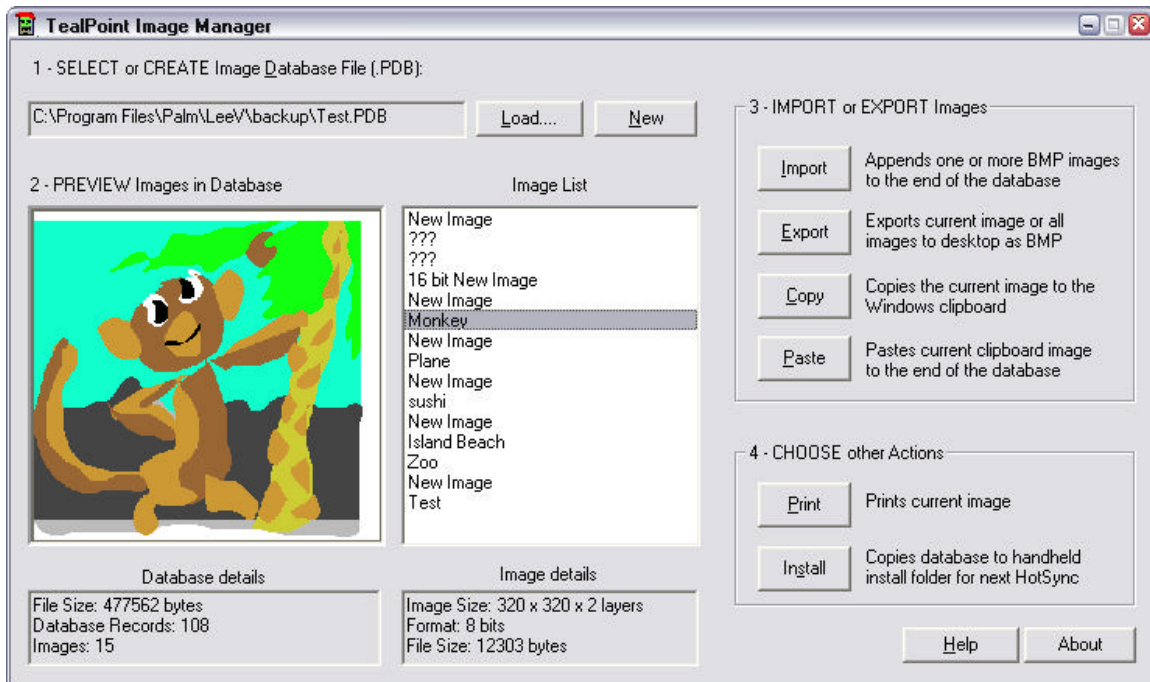 TealPoint Image Manager
1 - SELECT or CREATE Image Database File (.PDB):
C:\Program Files\Palm\LeeV\backup\Test.PDB
Load....
New
2 - PREVIEW Images in Database
Image List
New Image
???
???
16 bit New Image
New Image
Monkey
New Image
Plane
New Image
sushi
New Image
Island Beach
Zoo
New Image
Test
Database details
File Size: 477562 bytes
Database Records: 108
Images: 15
Image details
Image Size: 320 x 320 x 2 layers
Format: 8 bits
File Size: 12303 bytes
3 - IMPORT or EXPORT Images
Import
Appends one or more BMP images
to the end of the database
Export
Exports current image or all
images to desktop as BMP
Copy
Copies the current image to the
Windows clipboard
Paste
Pastes current clipboard image
to the end of the database
4 - CHOOSE other Actions
Print
Prints current image
Install
Copies database to handheld
install folder for next HotSync
Help
About